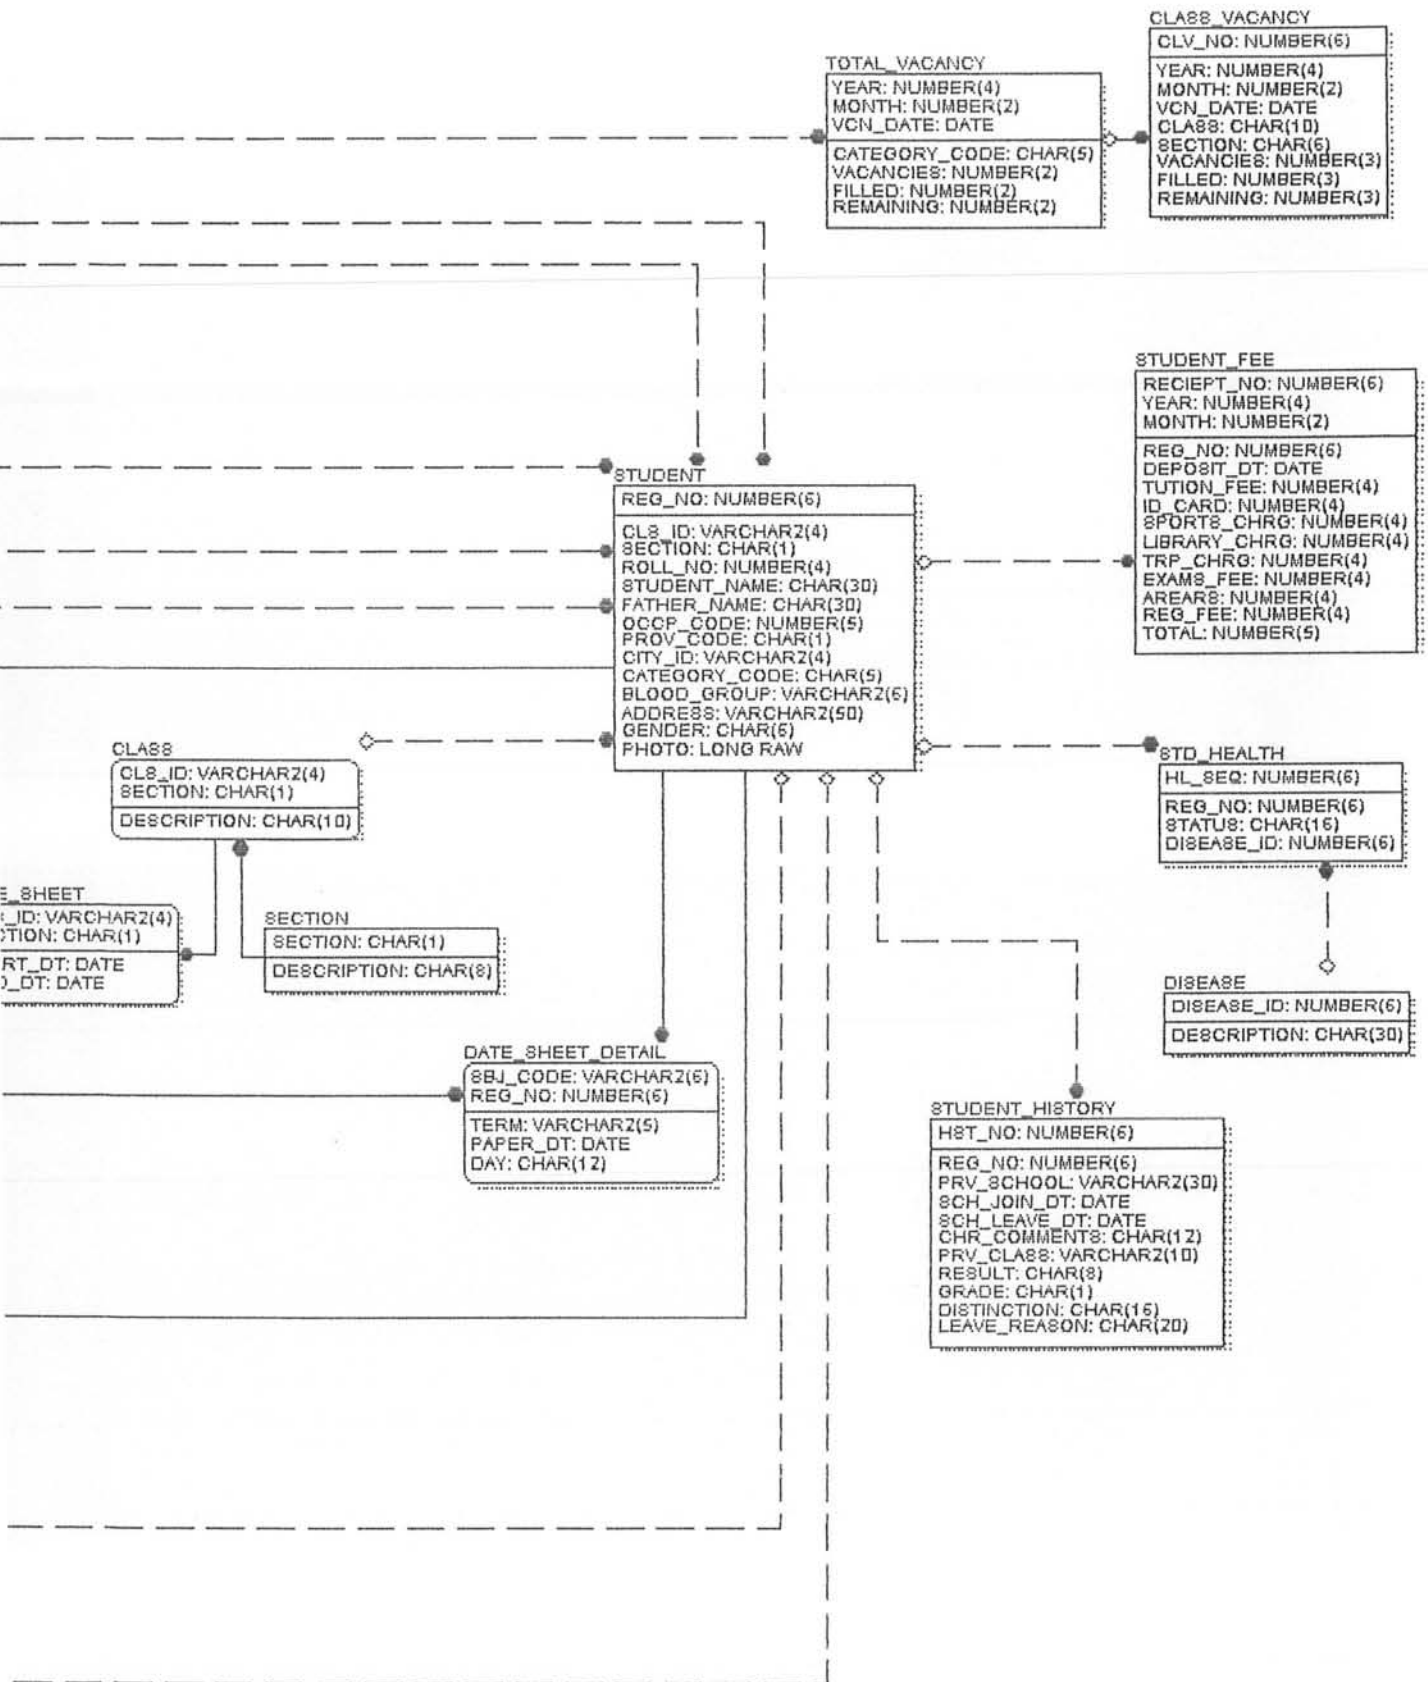 CLASS_VACANCY
CLV_NO: NUMBER(6)
YEAR: NUMBER(4)
MONTH: NUMBER(2)
VCN_DATE: DATE
CLASS: CHAR(10)
SECTION: CHAR(6)
VACANCIES: NUMBER(3)
FILLED: NUMBER(3)
REMAINING: NUMBER(3)
TOTAL_VACANCY
YEAR: NUMBER(4)
MONTH: NUMBER(2)
VCN_DATE: DATE
CATEGORY_CODE: CHAR(5)
VACANCIES: NUMBER(2)
FILLED: NUMBER(2)
REMAINING: NUMBER(2)
STUDENT_FEE
RECIEPT_NO: NUMBER(6)
YEAR: NUMBER(4)
MONTH: NUMBER(2)
REG_NO: NUMBER(6)
DEPOSIT_DT: DATE
TUTION_FEE: NUMBER(4)
ID_CARD: NUMBER(4)
SPORTS_CHRG: NUMBER(4)
LIBRARY_CHRG: NUMBER(4)
TRP_CHRG: NUMBER(4)
EXAMS_FEE: NUMBER(4)
AREARS: NUMBER(4)
REG_FEE: NUMBER(4)
TOTAL: NUMBER(5)
STUDENT
REG_NO: NUMBER(6)
CLS_ID: VARCHAR2(4)
SECTION: CHAR(1)
ROLL_NO: NUMBER(4)
STUDENT_NAME: CHAR(30)
FATHER_NAME: CHAR(30)
OCCP_CODE: NUMBER(5)
PROV_CODE: CHAR(1)
CITY_ID: VARCHAR2(4)
CATEGORY_CODE: CHAR(5)
BLOOD_GROUP: VARCHAR2(6)
ADDRESS: VARCHAR2(50)
GENDER: CHAR(6)
PHOTO: LONG RAW
CLASS
CLS_ID: VARCHAR2(4)
SECTION: CHAR(1)
DESCRIPTION: CHAR(10)
STD_HEALTH
HL_SEQ: NUMBER(6)
REG_NO: NUMBER(6)
STATUS: CHAR(16)
DISEASE_ID: NUMBER(6)
E_SHEET
_ID: VARCHAR2(4)
CTION: CHAR(1)
RT_DT: DATE
D_DT: DATE
SECTION
SECTION: CHAR(1)
DESCRIPTION: CHAR(8)
DISEASE
DISEASE_ID: NUMBER(6)
DESCRIPTION: CHAR(30)
DATE_SHEET_DETAIL
SBJ_CODE: VARCHAR2(6)
REG_NO: NUMBER(6)
TERM: VARCHAR2(5)
PAPER_DT: DATE
DAY: CHAR(12)
STUDENT_HISTORY
HST_NO: NUMBER(6)
REG_NO: NUMBER(6)
PRV_SCHOOL: VARCHAR2(30)
SCH_JOIN_DT: DATE
SCH_LEAVE_DT: DATE
CHR_COMMENTS: CHAR(12)
PRV_CLASS: VARCHAR2(10)
RESULT: CHAR(8)
GRADE: CHAR(1)
DISTINCTION: CHAR(16)
LEAVE_REASON: CHAR(20)